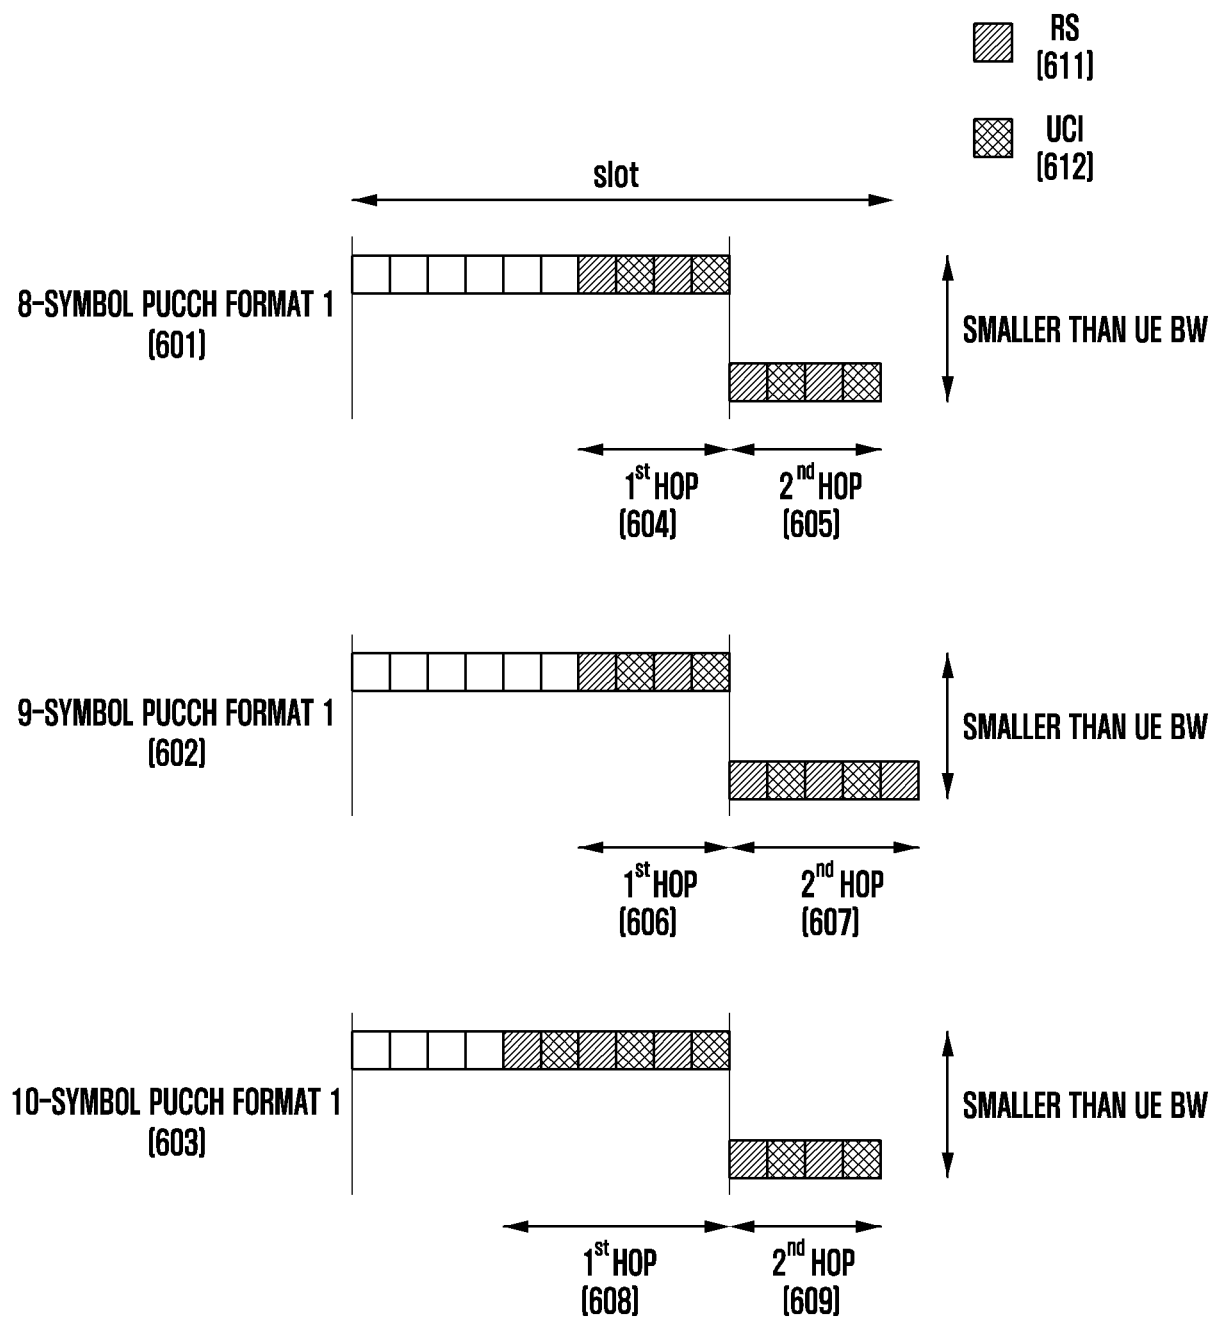 RS
[611]
UCI
[612]
slot
8-SYMBOL PUCCH FORMAT 1
[601]
SMALLER THAN UE BW
1st HOP
[604]
2nd HOP
[605]
9-SYMBOL PUCCH FORMAT 1
[602]
SMALLER THAN UE BW
1st HOP
[606]
2nd HOP
[607]
10-SYMBOL PUCCH FORMAT 1
[603]
SMALLER THAN UE BW
1st HOP
[608]
2nd HOP
[609]